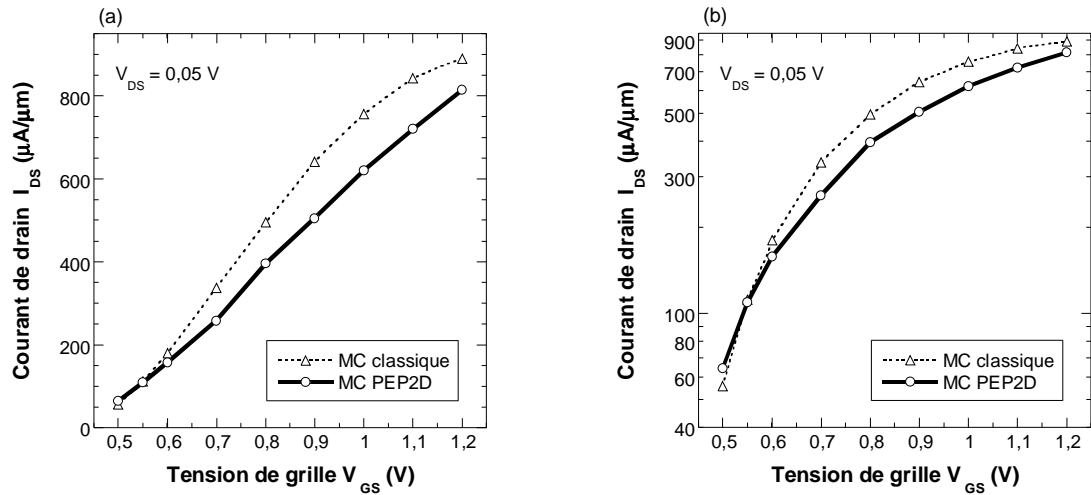 (a)
V_DS = 0,05 V
Courant de drain I_DS (µA/µm)
800
600
400
200
0
MC classique
MC PEP2D
0,5 0,6 0,7 0,8 0,9 1 1,1 1,2
Tension de grille V_GS (V)
(b)
V_DS = 0,05 V
Courant de drain I_DS (µA/µm)
900
700
500
300
100
80
60
40
MC classique
MC PEP2D
0,5 0,6 0,7 0,8 0,9 1 1,1 1,2
Tension de grille V_GS (V)